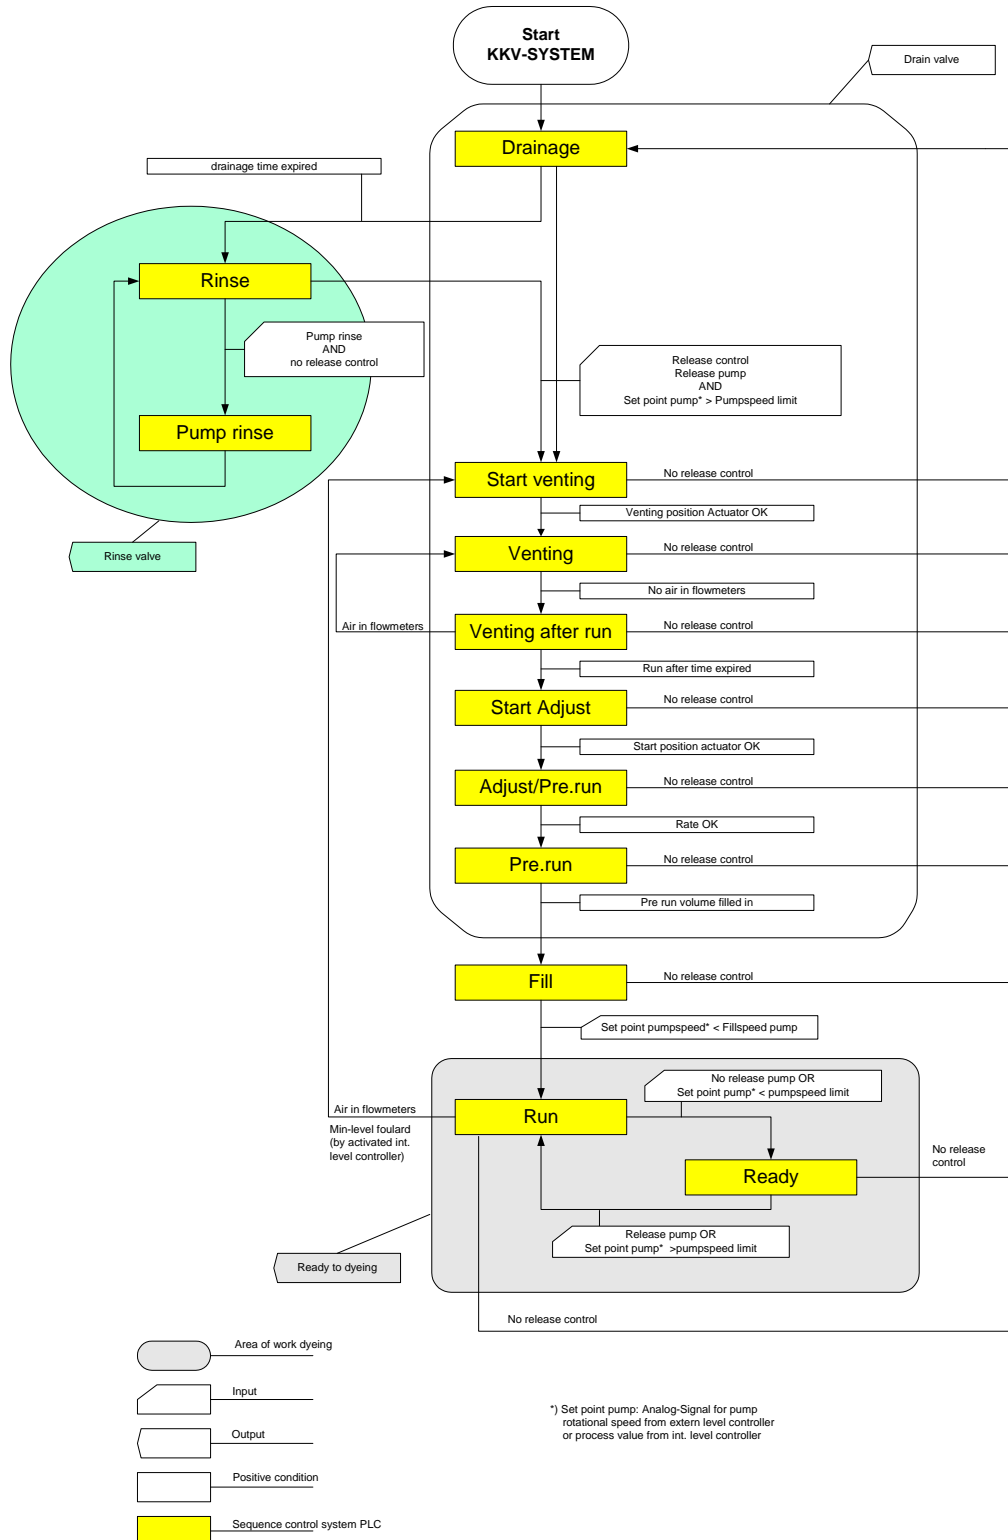 Start
KKV-SYSTEM
Drain valve
Drainage
drainage time expired
Rinse
Pump rinse
AND
no release control
Release control
Release pump
AND
Set point pump* > Pumpspeed limit
Pump rinse
Start venting
No release control
Venting position Actuator OK
Rinse valve
Venting
No release control
No air in flowmeters
Air in flowmeters
Venting after run
No release control
Run after time expired
Start Adjust
No release control
Start position actuator OK
Adjust/Pre.run
No release control
Rate OK
Pre.run
No release control
Pre run volume filled in
Fill
No release control
Set point pumpspeed* < Fillspeed pump
No release pump OR
Set point pump* < pumpspeed limit
Air in flowmeters
Run
Min-level foulard
(by activated int.
level controller)
No release
control
Ready
Release pump OR
Set point pump* >pumpspeed limit
Ready to dyeing
No release control
Area of work dyeing
Input
Output
Positive condition
Sequence control system PLC
*) Set point pump: Analog-Signal for pump
rotational speed from extern level controller
or process value from int. level controller